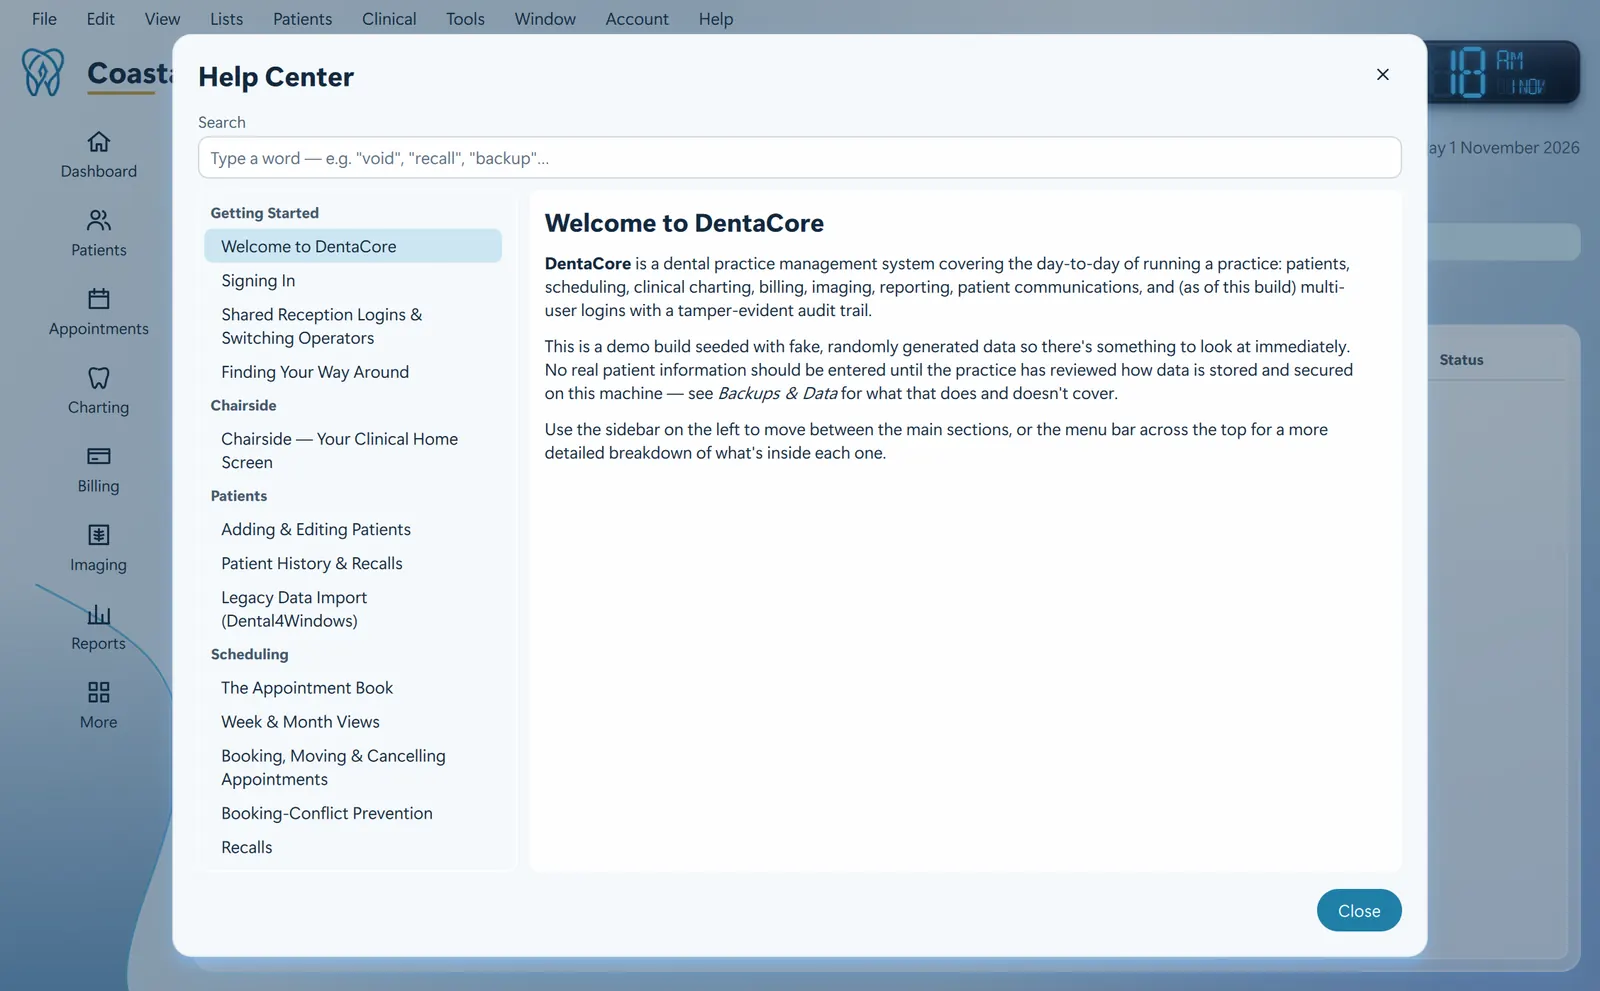 File Edit View Lists Patients Clinical Tools Window Account Help
Help Center
Search
Type a word — e.g. "void", "recall", "backup"...
Dashboard
Patients
Appointments
Charting
Billing
Imaging
Reports
More
Getting Started
Welcome to DentaCore
Signing In
Shared Reception Logins &
Switching Operators
Finding Your Way Around
Chairside
Chairside — Your Clinical Home
Screen
Patients
Adding & Editing Patients
Patient History & Recalls
Legacy Data Import
(Dental4Windows)
Scheduling
The Appointment Book
Week & Month Views
Booking, Moving & Cancelling
Appointments
Booking-Conflict Prevention
Recalls
Welcome to DentaCore
DentaCore is a dental practice management system covering the day-to-day of running a practice: patients,
scheduling, clinical charting, billing, imaging, reporting, patient communications, and (as of this build) multi-
user logins with a tamper-evident audit trail.
This is a demo build seeded with fake, randomly generated data so there's something to look at immediately.
No real patient information should be entered until the practice has reviewed how data is stored and secured
on this machine — see Backups & Data for what that does and doesn't cover.
Use the sidebar on the left to move between the main sections, or the menu bar across the top for a more
detailed breakdown of what's inside each one.
Close
18 AM
1 NOV
1 November 2026
Status